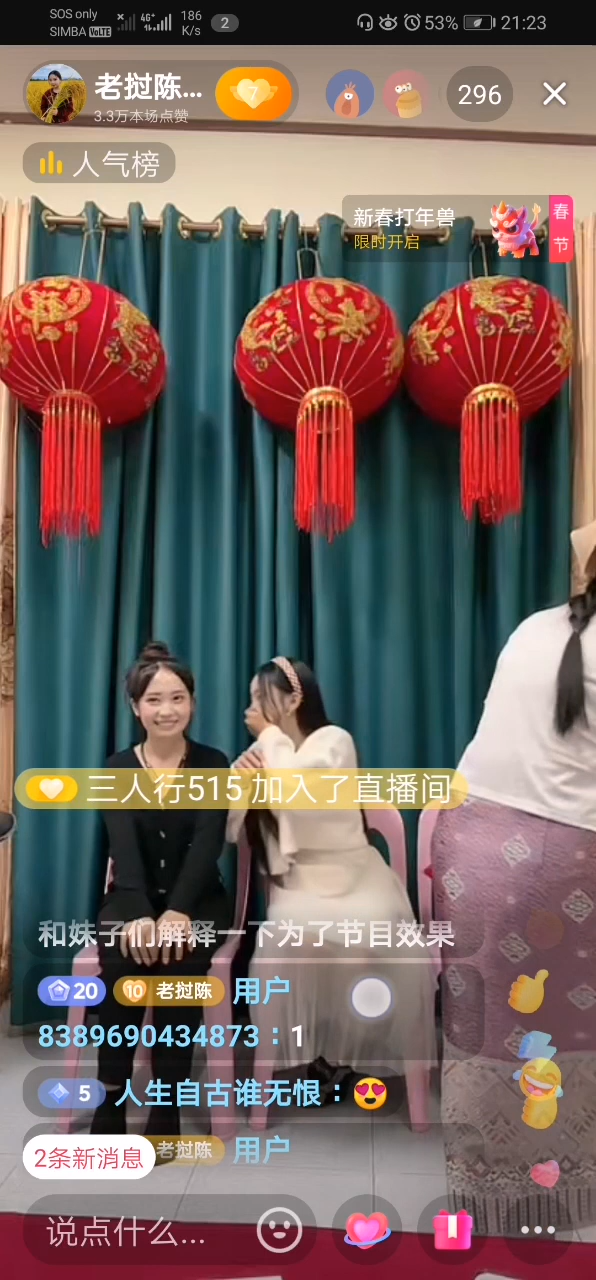 SOS only
SIMBA VoLTE
4G+
186
K/s
2
53%
21:23
老挝陈...
3.3万本场点赞
7
296
人气榜
新春打年兽
限时开启
春
节
三人行515 加入了直播间
和妹子们解释一下为了节目效果
20 10 老挝陈 用户
8389690434873：1
5 人生自古谁无恨：😍
老挝陈 用户
2条新消息
说点什么...